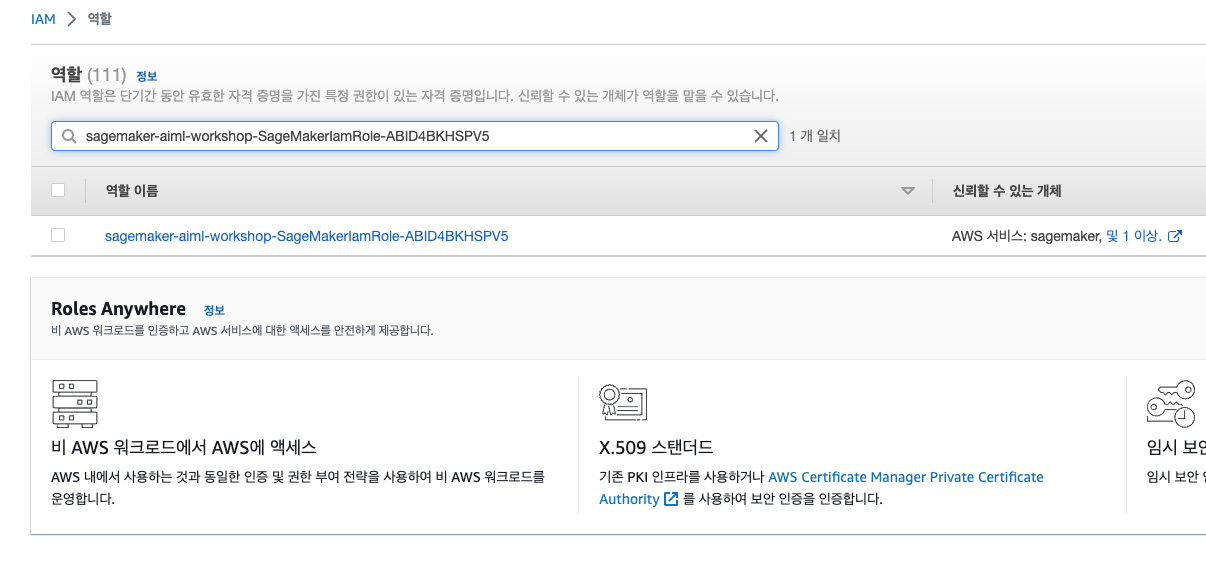 IAM > 역할
역할 (111) 정보
IAM 역할은 단기간 동안 유효한 자격 증명을 가진 특정 권한이 있는 자격 증명입니다. 신뢰할 수 있는 개체가 역할을 맡을 수 있습니다.
sagemaker-aiml-workshop-SageMakerIamRole-ABID4BKHSPV5 1 개 일치
역할 이름 신뢰할 수 있는 개체
sagemaker-aiml-workshop-SageMakerIamRole-ABID4BKHSPV5 AWS 서비스: sagemaker, 및 1 이상.
Roles Anywhere 정보
비 AWS 워크로드를 인증하고 AWS 서비스에 대한 액세스를 안전하게 제공합니다.
비 AWS 워크로드에서 AWS에 액세스
AWS 내에서 사용하는 것과 동일한 인증 및 권한 부여 전략을 사용하여 비 AWS 워크로드를
운영합니다.
X.509 스탠더드
기존 PKI 인프라를 사용하거나 AWS Certificate Manager Private Certificate
Authority 를 사용하여 보안 인증을 인증합니다.
임시 보안
임시 보안